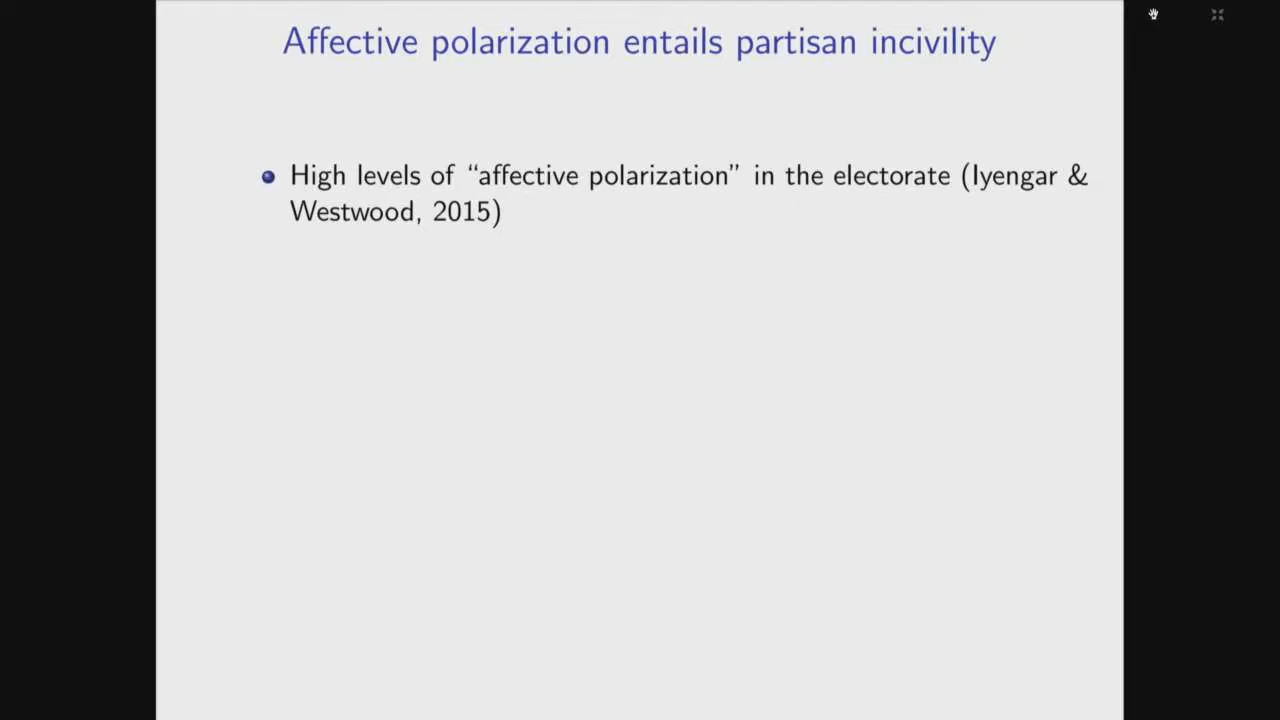 Affective polarization entails partisan incivility
High levels of “affective polarization” in the electorate (Iyengar &
Westwood, 2015)